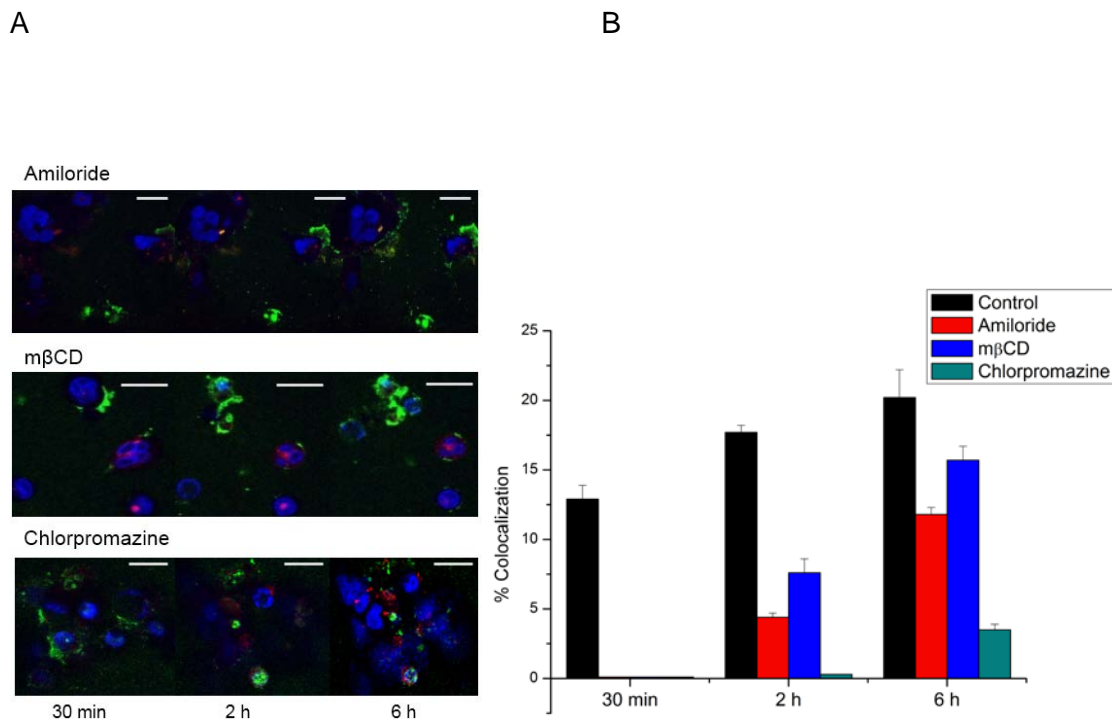 A
B
Amiloride
mβCD
Chlorpromazine
30 min 2 h 6 h
Control
Amiloride
mβCD
Chlorpromazine
25
20
15
10
5
0
% Colocalization
30 min 2 h 6 h